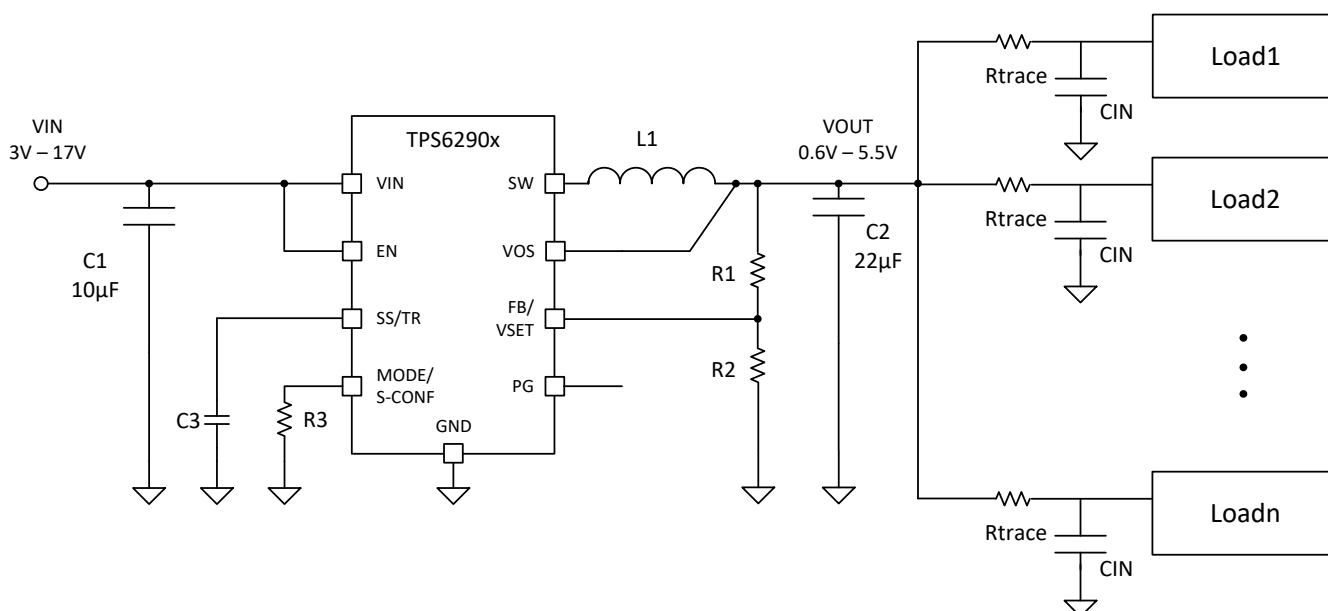 VIN
3V – 17V
C1
10µF
TPS6290x
VIN
EN
SS/TR
MODE/
S-CONF
GND
SW
VOS
FB/
VSET
PG
C3
R3
L1
R1
R2
VOUT
0.6V – 5.5V
C2
22µF
Rtrace
CIN
Load1
Rtrace
CIN
Load2
Rtrace
CIN
Loadn